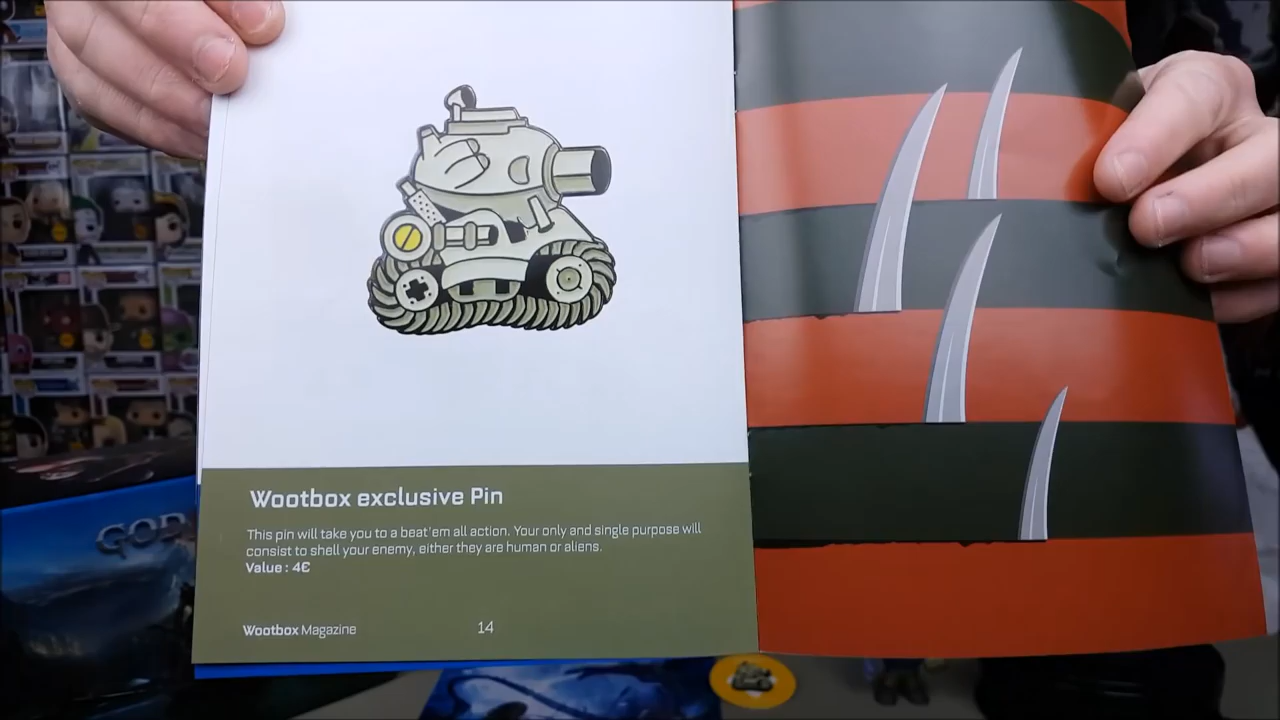 Wootbox exclusive Pin
This pin will take you to a beat'em all action. Your only and single purpose will
consist to shell your enemy, either they are human or aliens.
Value : 4€
Wootbox Magazine
14
GOD